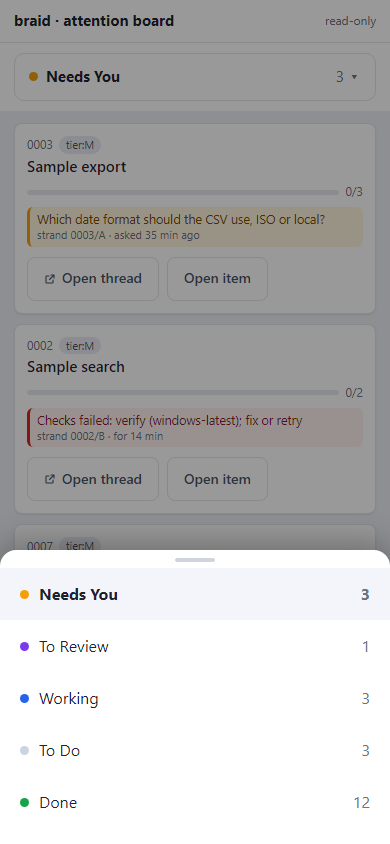 braid · attention board
read-only
Needs You
3
0003 tier:M
Sample export
0/3
Which date format should the CSV use, ISO or local?
strand 0003/A · asked 35 min ago
Open thread
Open item
0002 tier:M
Sample search
0/2
Checks failed: verify (windows-latest); fix or retry
strand 0002/B · for 14 min
Open thread
Open item
0007 tier:M
Needs You 3
To Review 1
Working 3
To Do 3
Done 12